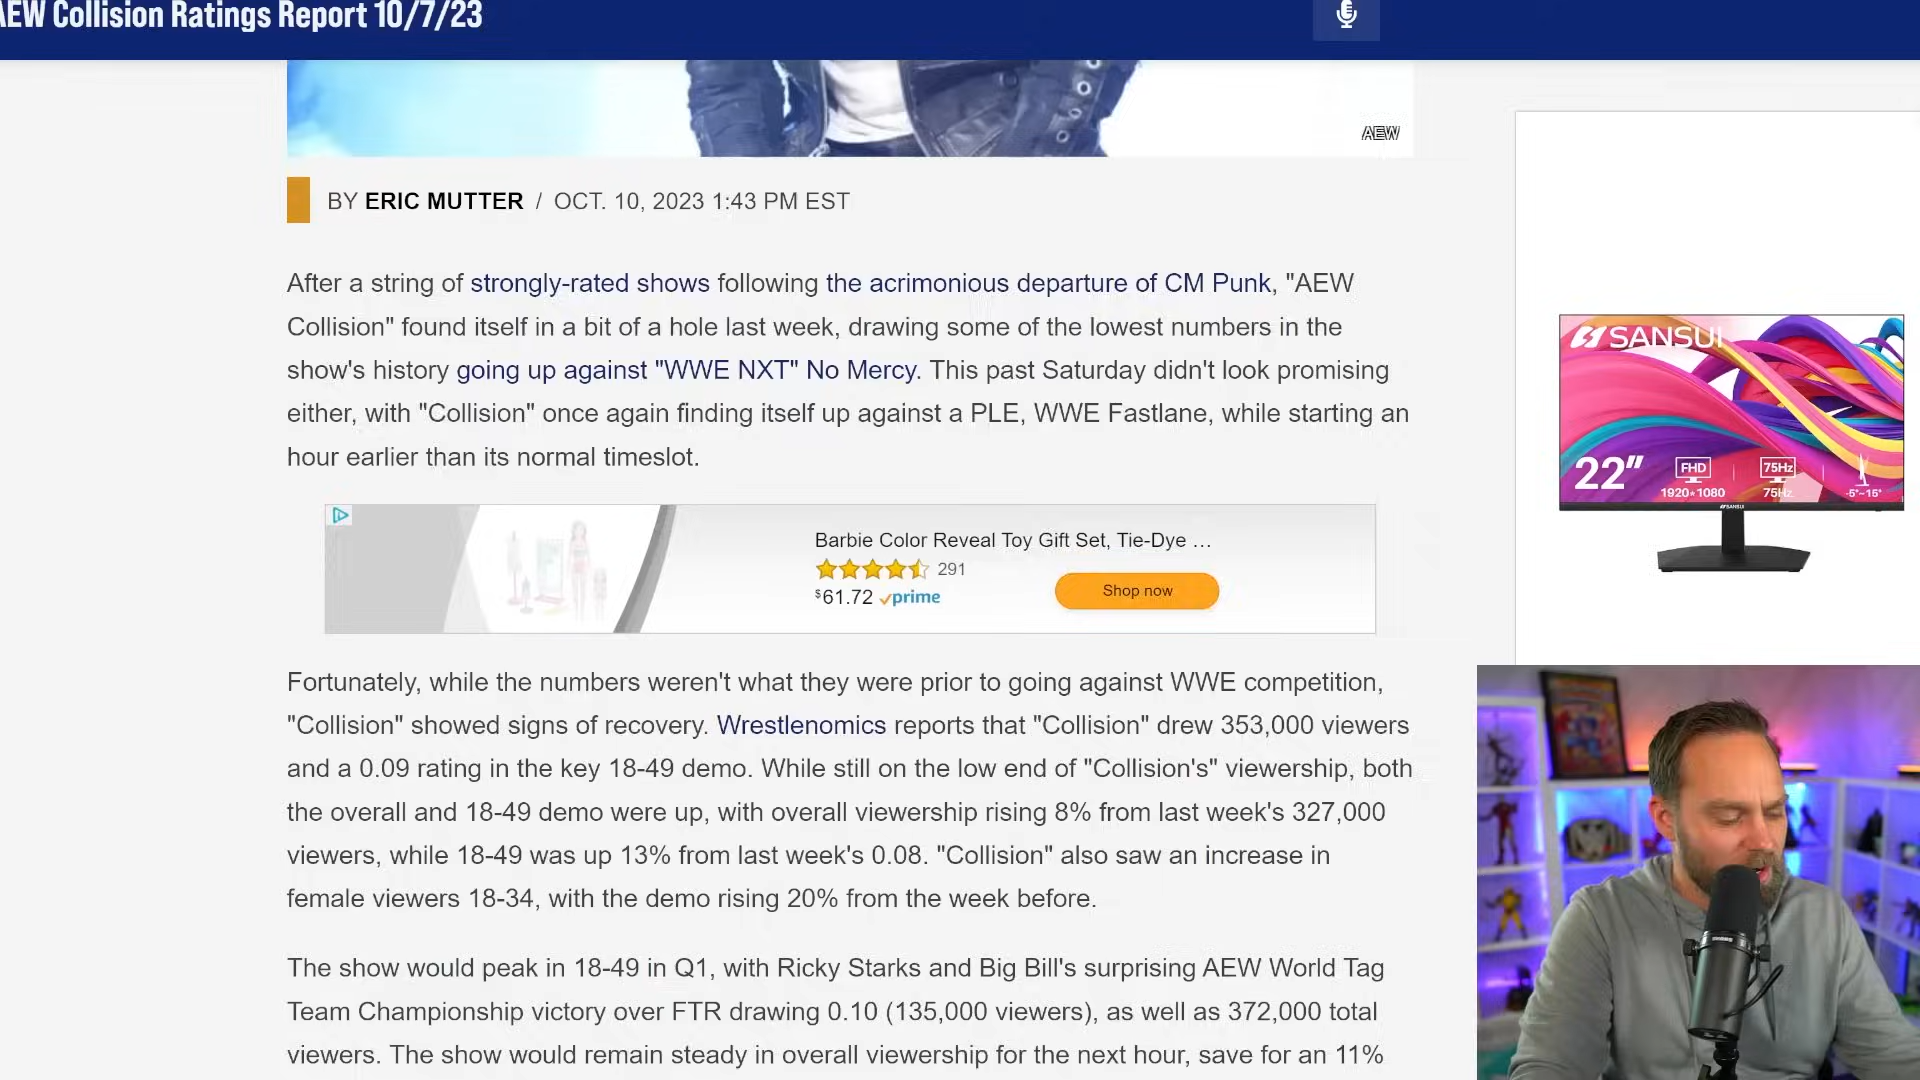 AEW Collision Ratings Report 10/7/23
AEW
BY ERIC MUTTER / OCT. 10, 2023 1:43 PM EST
After a string of strongly-rated shows following the acrimonious departure of CM Punk, "AEW
Collision" found itself in a bit of a hole last week, drawing some of the lowest numbers in the
show's history going up against "WWE NXT" No Mercy. This past Saturday didn't look promising
either, with "Collision" once again finding itself up against a PLE, WWE Fastlane, while starting an
hour earlier than its normal timeslot.
Barbie Color Reveal Toy Gift Set, Tie-Dye ...
291
$61.72 prime
Shop now
SANSUI
22"
FHD
1920*1080
75Hz
75Hz
-5°~15°
SANSUI
Fortunately, while the numbers weren't what they were prior to going against WWE competition,
"Collision" showed signs of recovery. Wrestlenomics reports that "Collision" drew 353,000 viewers
and a 0.09 rating in the key 18-49 demo. While still on the low end of "Collision's" viewership, both
the overall and 18-49 demo were up, with overall viewership rising 8% from last week's 327,000
viewers, while 18-49 was up 13% from last week's 0.08. "Collision" also saw an increase in
female viewers 18-34, with the demo rising 20% from the week before.
The show would peak in 18-49 in Q1, with Ricky Starks and Big Bill's surprising AEW World Tag
Team Championship victory over FTR drawing 0.10 (135,000 viewers), as well as 372,000 total
viewers. The show would remain steady in overall viewership for the next hour, save for an 11%